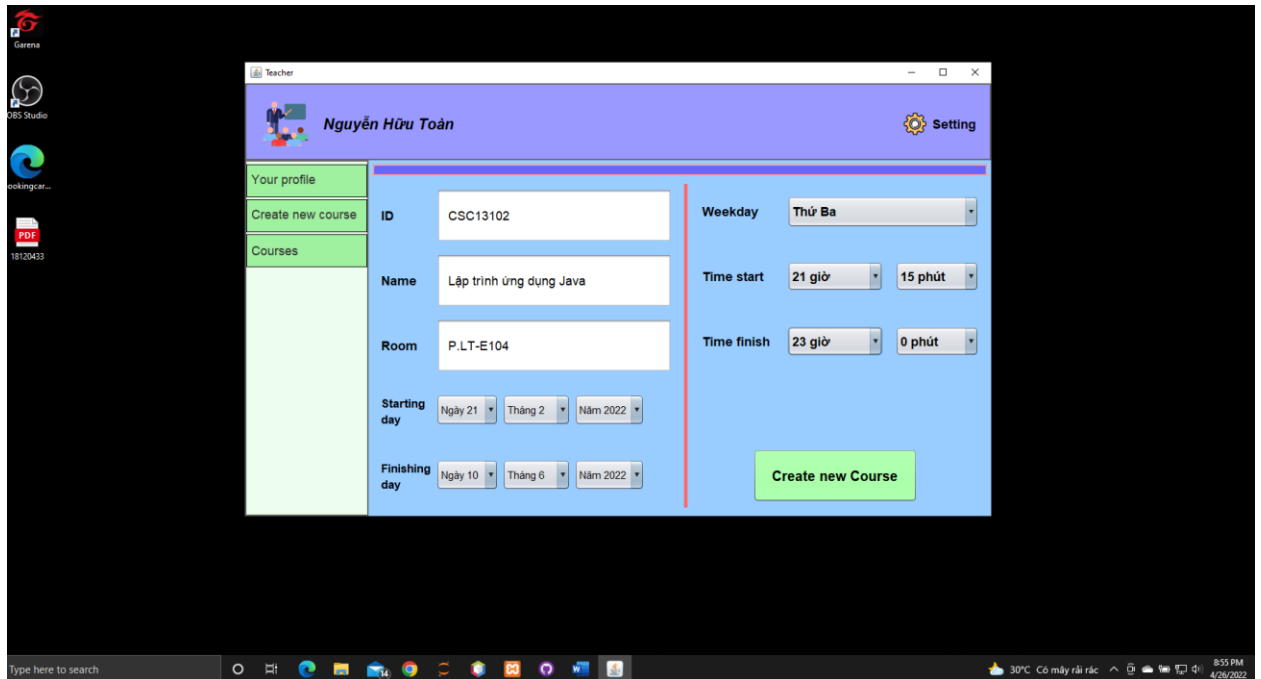 Garena
OBS Studio
ookingcar...
PDF
18120433
Teacher
Nguyễn Hữu Toàn
Setting
Your profile
Create new course
Courses
ID
CSC13102
Name
Lập trình ứng dụng Java
Room
P.LT-E104
Starting
day
Ngày 21
Tháng 2
Năm 2022
Finishing
day
Ngày 10
Tháng 6
Năm 2022
Weekday
Thứ Ba
Time start
21 giờ
15 phút
Time finish
23 giờ
0 phút
Create new Course
Type here to search
14
30°C Có mây rải rác
8:55 PM
4/26/2022